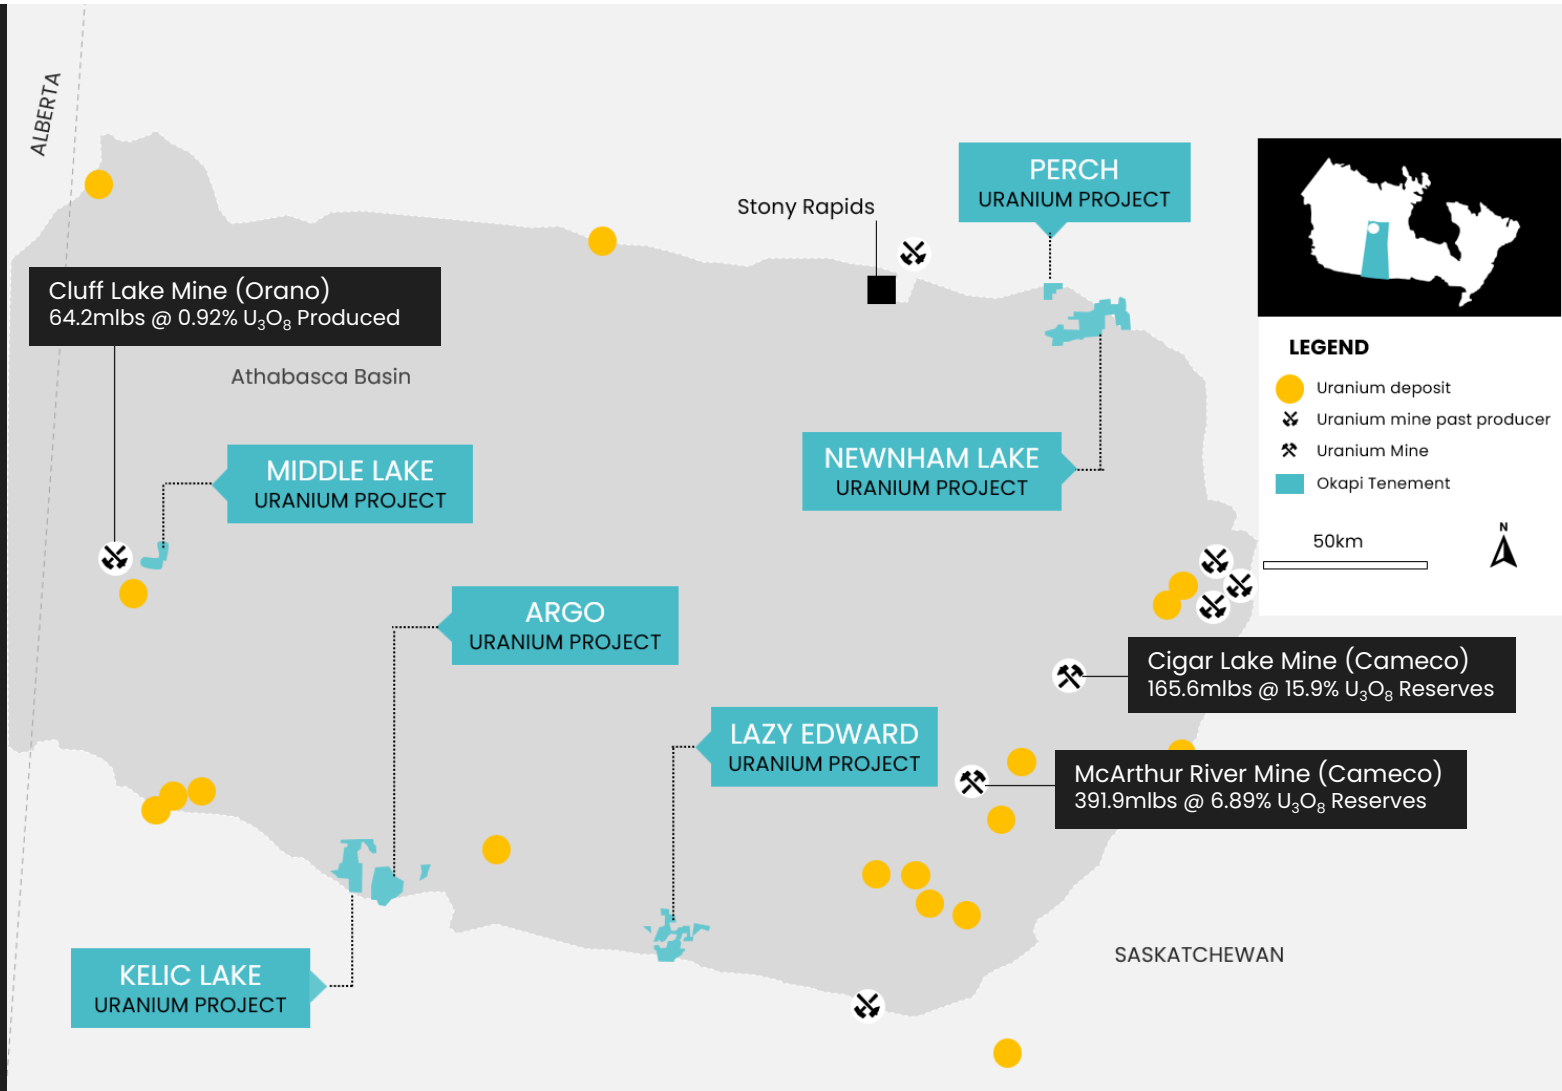 ALBERTA
PERCH
URANIUM PROJECT
Stony Rapids
Cluff Lake Mine (Orano)
64.2mlbs @ 0.92% U₃O₈ Produced
Athabasca Basin
LEGEND
Uranium deposit
Uranium mine past producer
Uranium Mine
Okapi Tenement
50km
N
MIDDLE LAKE
URANIUM PROJECT
NEWNHAM LAKE
URANIUM PROJECT
ARGO
URANIUM PROJECT
Cigar Lake Mine (Cameco)
165.6mlbs @ 15.9% U₃O₈ Reserves
LAZY EDWARD
URANIUM PROJECT
McArthur River Mine (Cameco)
391.9mlbs @ 6.89% U₃O₈ Reserves
SASKATCHEWAN
KELIC LAKE
URANIUM PROJECT